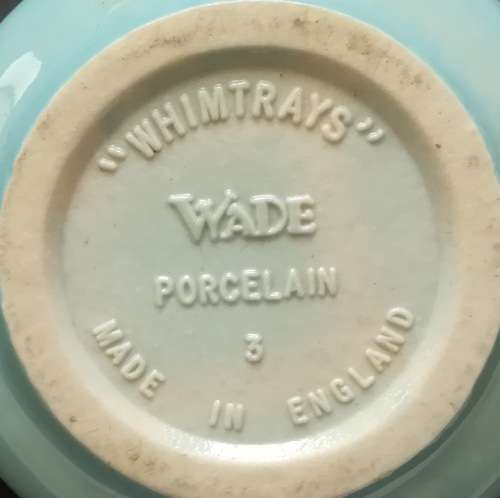 "WHIMTRAYS"
WADE
PORCELAIN
3
MADE IN ENGLAND